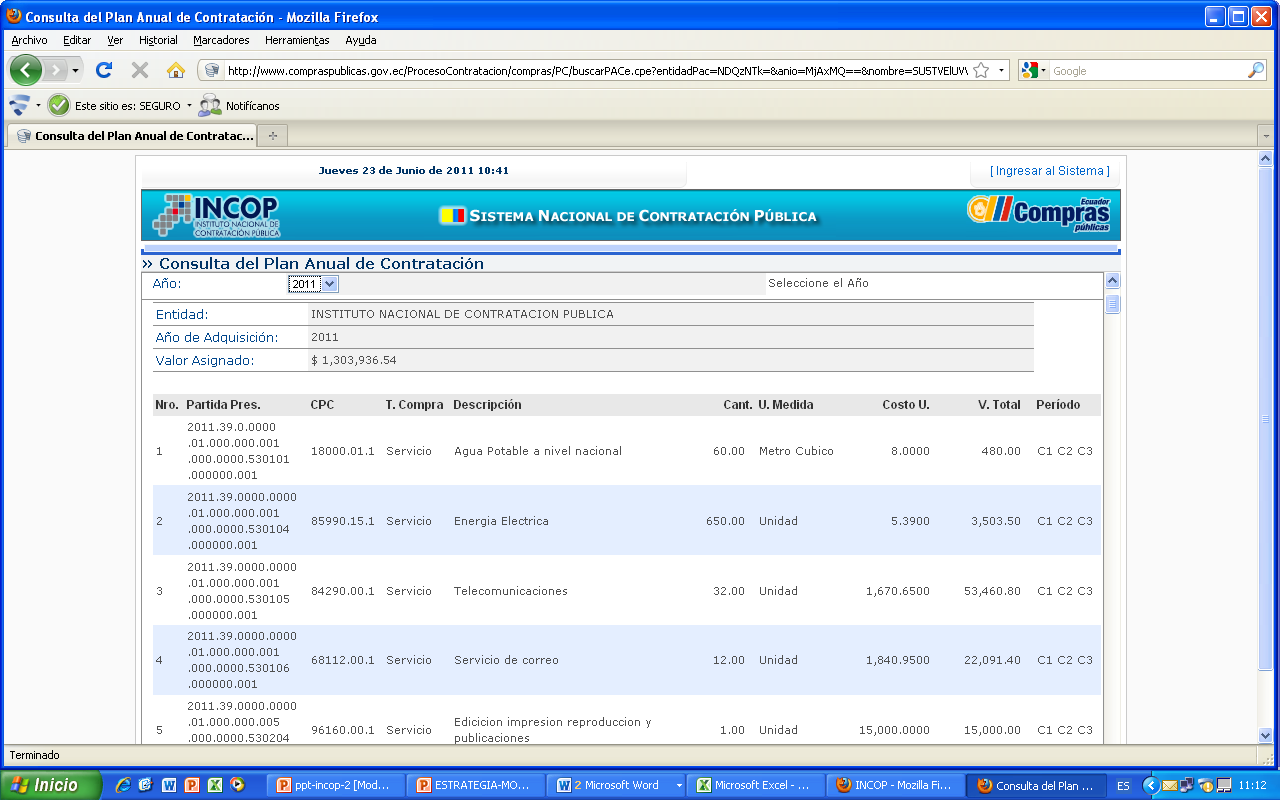 Consulta del Plan Anual de Contratación - Mozilla Firefox
Archivo Editar Ver Historial Marcadores Herramientas Ayuda
http://www.compraspublicas.gov.ec/ProcesoContratacion/compras/PC/buscarPACe.cpe?entidadPac=NDQzNTk=&anio=MjAxMQ==&nombre=SU5TVElUV Google
Este sitio es: SEGURO Notifícanos
Consulta del Plan Anual de Contratac...
Jueves 23 de Junio de 2011 10:41 [ Ingresar al Sistema ]
INCOP
INSTITUTO NACIONAL DE
CONTRATACIÓN PÚBLICA
SISTEMA NACIONAL DE CONTRATACIÓN PÚBLICA
Ecuador
Compras
públicas
» Consulta del Plan Anual de Contratación
Año: 2011 Seleccione el Año
Entidad: INSTITUTO NACIONAL DE CONTRATACION PUBLICA
Año de Adquisición: 2011
Valor Asignado: $ 1,303,936.54
Nro. Partida Pres. CPC T. Compra Descripción Cant. U. Medida Costo U. V. Total Período
2011.39.0.0000
.01.000.000.001
.000.0000.530101
.000000.001
1 18000.01.1 Servicio Agua Potable a nivel nacional 60.00 Metro Cubico 8.0000 480.00 C1 C2 C3
2011.39.0000.0000
.01.000.000.001
.000.0000.530104
.000000.001
2 85990.15.1 Servicio Energia Electrica 650.00 Unidad 5.3900 3,503.50 C1 C2 C3
2011.39.0000.0000
.01.000.000.001
.000.0000.530105
.000000.001
3 84290.00.1 Servicio Telecomunicaciones 32.00 Unidad 1,670.6500 53,460.80 C1 C2 C3
2011.39.0000.0000
.01.000.000.001
.000.0000.530106
.000000.001
4 68112.00.1 Servicio Servicio de correo 12.00 Unidad 1,840.9500 22,091.40 C1 C2 C3
2011.39.0000.0000
.01.000.000.005
.000.0000.530204
5 96160.00.1 Servicio Edicicion impresion reproduccion y
publicaciones 1.00 Unidad 15,000.0000 15,000.00 C1 C2 C3
Terminado
Inicio ppt-incop-2 [Mod... ESTRATEGIA-MO... 2 Microsoft Word Microsoft Excel - ... INCOP - Mozilla Fi... Consulta del Plan ... ES 11:12